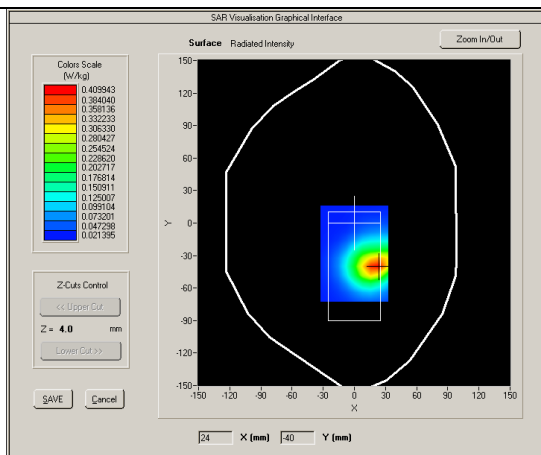 SAR Visualisation Graphical Interface
Surface Radiated Intensity
Zoom In/Out
Colors Scale
(W/kg)
0.409943
0.384040
0.358136
0.332233
0.306330
0.280427
0.254524
0.228620
0.202717
0.176814
0.150911
0.125007
0.099104
0.073201
0.047298
0.021395
Z-Cuts Control
<< Upper Cut
Z = 4.0 mm
Lower Cut >>
SAVE Cancel
150
120
90
60
30
0
-30
-60
-90
-120
-150
Y
-150 -120 -90 -60 -30 0 30 60 90 120 150
X
24 X (mm) -40 Y (mm)